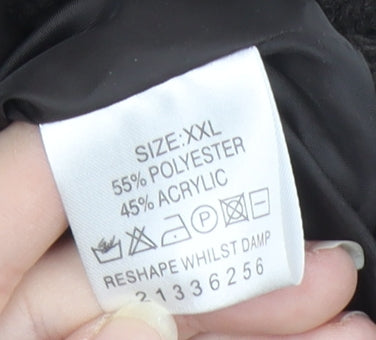 SIZE:XXL
55% POLYESTER
45% ACRYLIC
P
RESHAPE WHILST DAMP
21336256